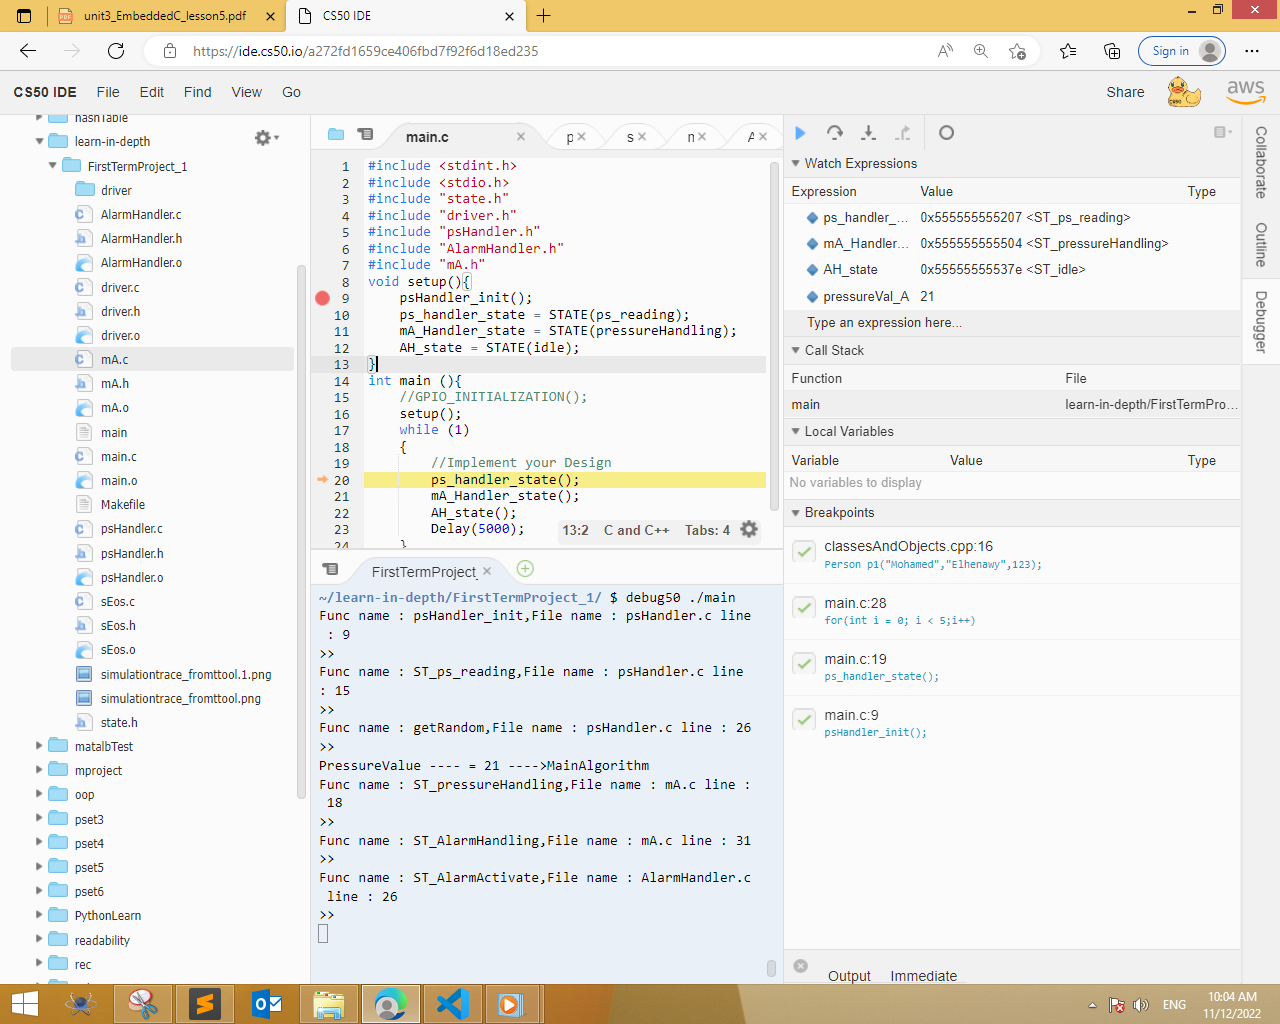 unit3_EmbeddedC_lesson5.pdf
CS50 IDE
https://ide.cs50.io/a272fd1659ce406fbd7f92f6d18ed235
Sign in
CS50 IDE File Edit Find View Go
Share
aws
hashTable
learn-in-depth
FirstTermProject_1
driver
AlarmHandler.c
AlarmHandler.h
AlarmHandler.o
driver.c
driver.h
driver.o
mA.c
mA.h
mA.o
main
main.c
main.o
Makefile
psHandler.c
psHandler.h
psHandler.o
sEos.c
sEos.h
sEos.o
simulationtrace_fromttool.1.png
simulationtrace_fromttool.png
state.h
matalbTest
mproject
oop
pset3
pset4
pset5
pset6
PythonLearn
readability
rec
main.c
p
s
n
1 #include <stdint.h>
2 #include <stdio.h>
3 #include "state.h"
4 #include "driver.h"
5 #include "psHandler.h"
6 #include "AlarmHandler.h"
7 #include "mA.h"
8 void setup(){
9 psHandler_init();
10 ps_handler_state = STATE(ps_reading);
11 mA_Handler_state = STATE(pressureHandling);
12 AH_state = STATE(idle);
13 }
14 int main (){
15 //GPIO_INITIALIZATION();
16 setup();
17 while (1)
18 {
19 //Implement your Design
20 ps_handler_state();
21 mA_Handler_state();
22 AH_state();
23 Delay(5000);
24 }
13:2 C and C++ Tabs: 4
FirstTermProject_
~/learn-in-depth/FirstTermProject_1/ $ debug50 ./main
Func name : psHandler_init,File name : psHandler.c line
: 9
>>
Func name : ST_ps_reading,File name : psHandler.c line
: 15
>>
Func name : getRandom,File name : psHandler.c line : 26
>>
PressureValue ---- = 21 ---->MainAlgorithm
Func name : ST_pressureHandling,File name : mA.c line :
18
>>
Func name : ST_AlarmHandling,File name : mA.c line : 31
>>
Func name : ST_AlarmActivate,File name : AlarmHandler.c
line : 26
>>
Watch Expressions
Expression Value Type
ps_handler_... 0x555555555207 <ST_ps_reading>
mA_Handler... 0x555555555504 <ST_pressureHandling>
AH_state 0x55555555537e <ST_idle>
pressureVal_A 21
Type an expression here...
Call Stack
Function File
main learn-in-depth/FirstTermPro...
Local Variables
Variable Value Type
No variables to display
Breakpoints
classesAndObjects.cpp:16
Person p1("Mohamed","Elhenawy",123);
main.c:28
for(int i = 0; i < 5;i++)
main.c:19
ps_handler_state();
main.c:9
psHandler_init();
Output Immediate
Collaborate
Outline
Debugger
ENG
10:04 AM
11/12/2022